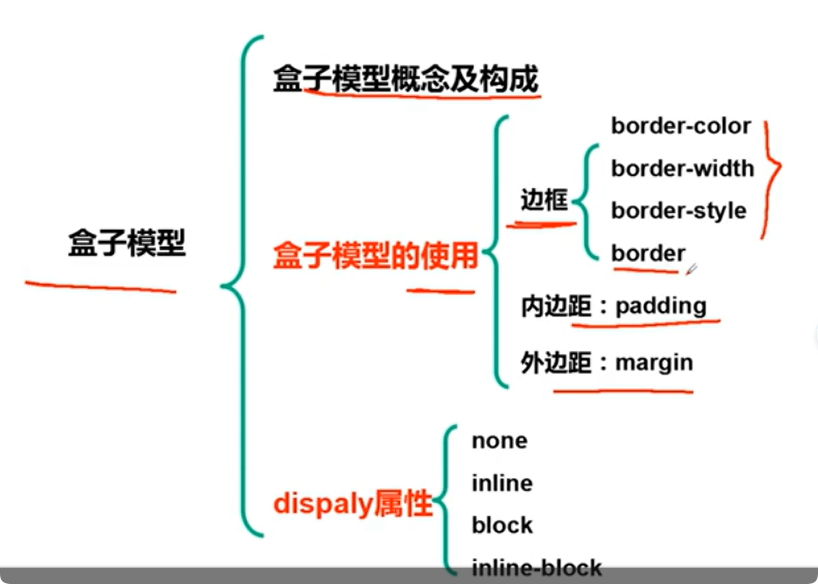 盒子模型
盒子模型概念及构成
盒子模型的使用
边框
border-color
border-width
border-style
border
内边距：padding
外边距：margin
dispaly属性
none
inline
block
inline-block